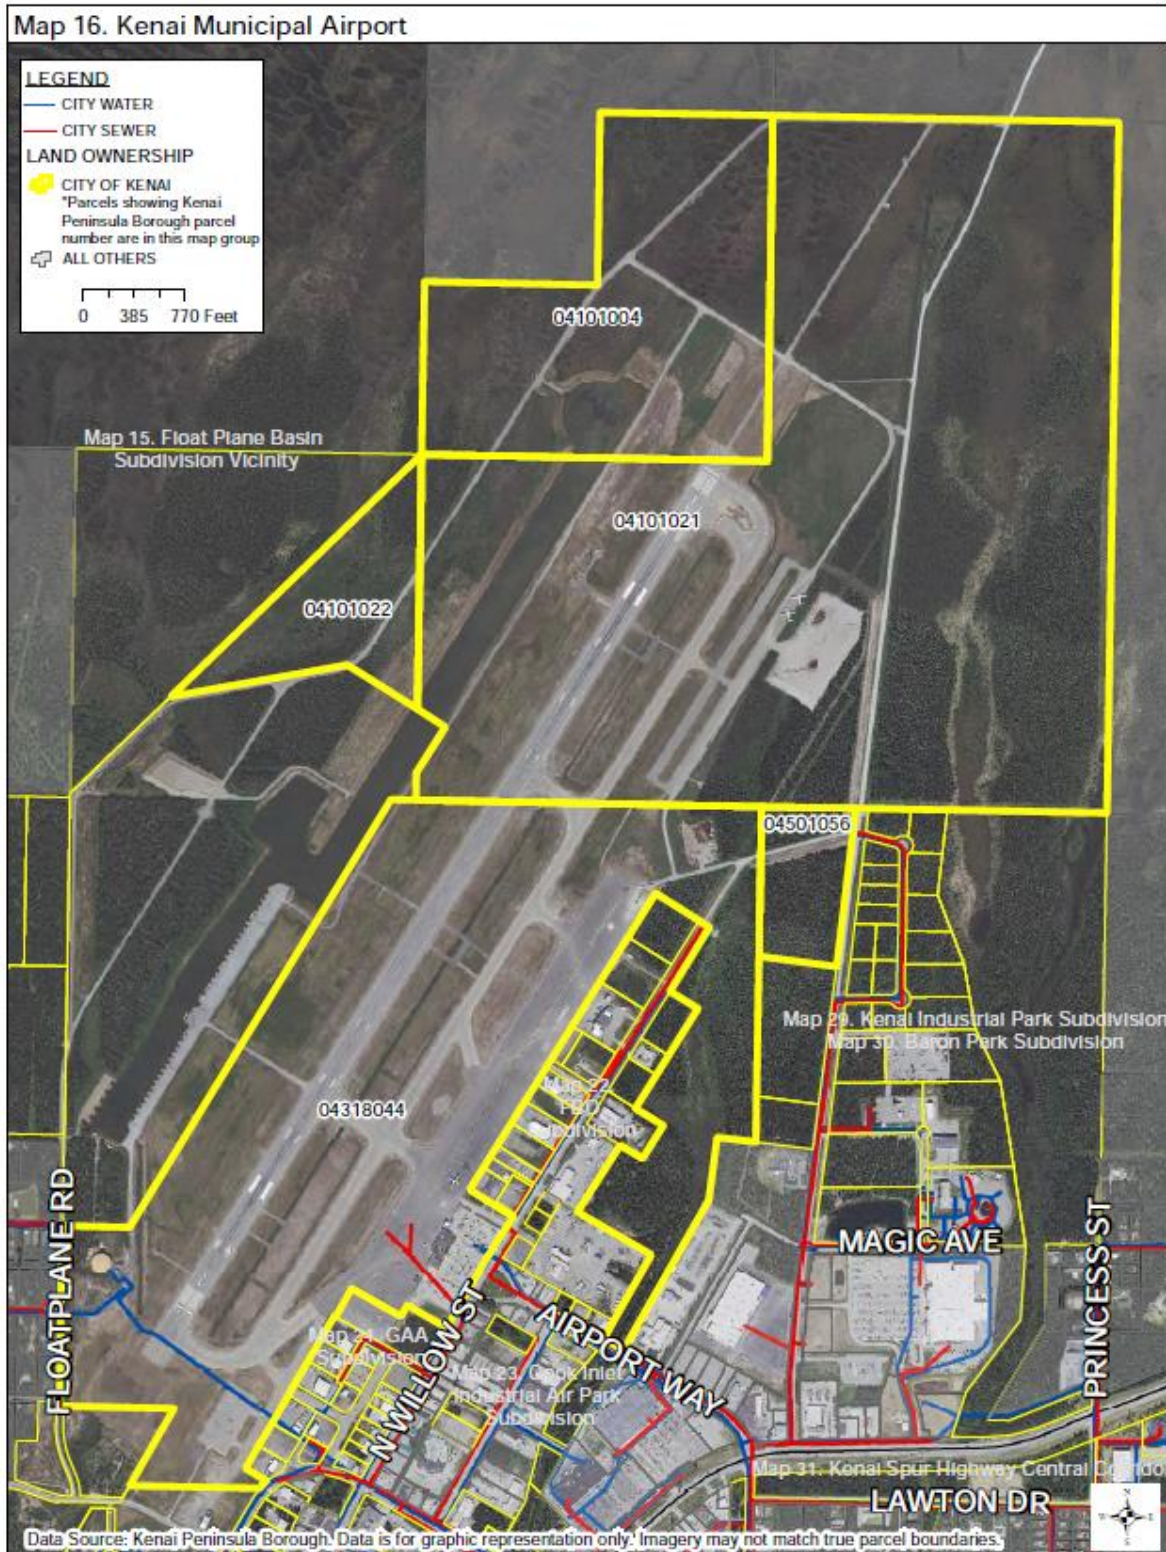 Map 16. Kenai Municipal Airport
LEGEND
CITY WATER
CITY SEWER
LAND OWNERSHIP
CITY OF KENAI
*Parcels showing Kenai
Peninsula Borough parcel
number are in this map group
ALL OTHERS
0 385 770 Feet
04101004
Map 15. Float Plane Basin
Subdivision Vicinity
04101021
04101022
04501056
Map 29. Kenai Industrial Park Subdivision
Map 30. Baron Park Subdivision
Map 22.
FBO
Subdivision
04318044
FLOATPLANE RD
MAGIC AVE
PRINCESS ST
N WILLOW ST
AIRPORT WAY
Map 21. GAA
Subdivision
Map 23. Cook Inlet
Industrial Air Park
Subdivision
Map 31. Kenai Spur Highway Central Corrido
LAWTON DR
N
W E
S
Data Source: Kenai Peninsula Borough. Data is for graphic representation only. Imagery may not match true parcel boundaries.